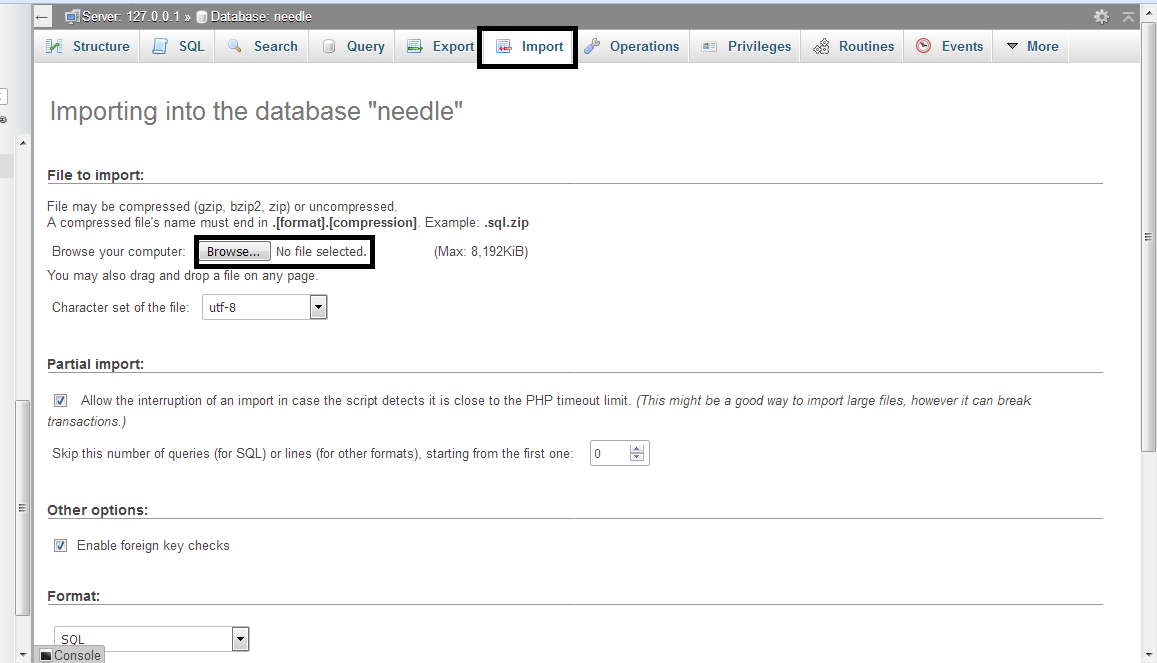 Server: 127.0.0.1 » Database: needle
Structure SQL Search Query Export Import Operations Privileges Routines Events More
Importing into the database "needle"
File to import:
File may be compressed (gzip, bzip2, zip) or uncompressed.
A compressed file's name must end in .[format].[compression]. Example: .sql.zip
Browse your computer: Browse... No file selected. (Max: 8,192KiB)
You may also drag and drop a file on any page.
Character set of the file: utf-8
Partial import:
Allow the interruption of an import in case the script detects it is close to the PHP timeout limit. (This might be a good way to import large files, however it can break
transactions.)
Skip this number of queries (for SQL) or lines (for other formats), starting from the first one: 0
Other options:
Enable foreign key checks
Format:
SQL
Console